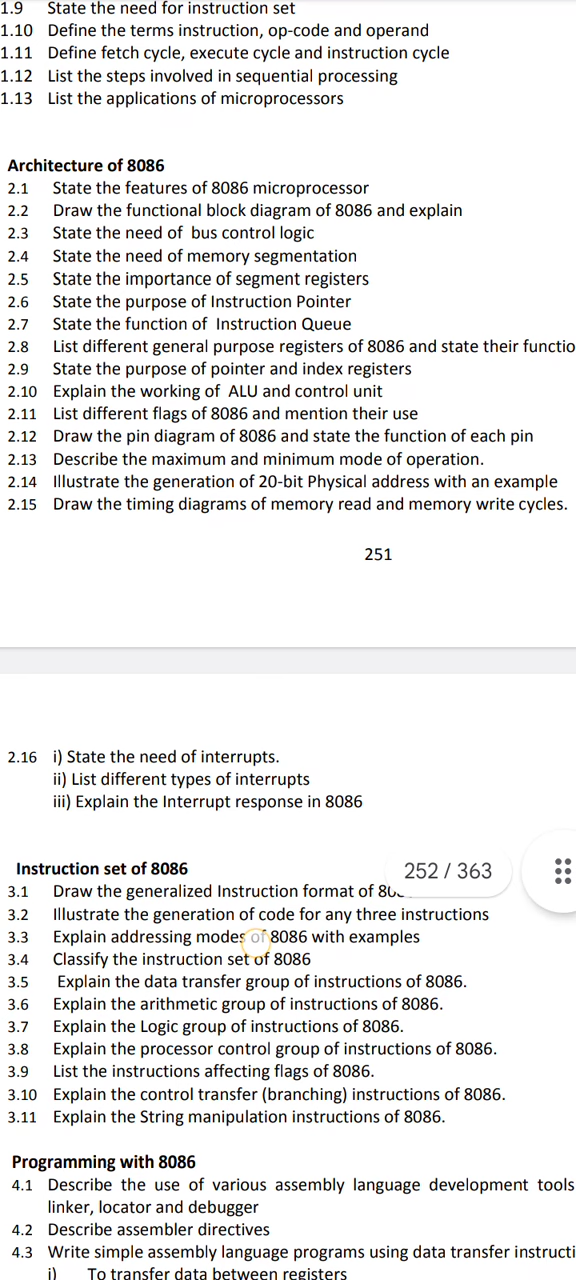 1.9 State the need for instruction set
1.10 Define the terms instruction, op-code and operand
1.11 Define fetch cycle, execute cycle and instruction cycle
1.12 List the steps involved in sequential processing
1.13 List the applications of microprocessors
Architecture of 8086
2.1 State the features of 8086 microprocessor
2.2 Draw the functional block diagram of 8086 and explain
2.3 State the need of bus control logic
2.4 State the need of memory segmentation
2.5 State the importance of segment registers
2.6 State the purpose of Instruction Pointer
2.7 State the function of Instruction Queue
2.8 List different general purpose registers of 8086 and state their functio
2.9 State the purpose of pointer and index registers
2.10 Explain the working of ALU and control unit
2.11 List different flags of 8086 and mention their use
2.12 Draw the pin diagram of 8086 and state the function of each pin
2.13 Describe the maximum and minimum mode of operation.
2.14 Illustrate the generation of 20-bit Physical address with an example
2.15 Draw the timing diagrams of memory read and memory write cycles.
251
2.16 i) State the need of interrupts.
ii) List different types of interrupts
iii) Explain the Interrupt response in 8086
Instruction set of 8086
252 / 363
3.1 Draw the generalized Instruction format of
3.2 Illustrate the generation of code for any three instructions
3.3 Explain addressing modes of 8086 with examples
3.4 Classify the instruction set of 8086
3.5 Explain the data transfer group of instructions of 8086.
3.6 Explain the arithmetic group of instructions of 8086.
3.7 Explain the Logic group of instructions of 8086.
3.8 Explain the processor control group of instructions of 8086.
3.9 List the instructions affecting flags of 8086.
3.10 Explain the control transfer (branching) instructions of 8086.
3.11 Explain the String manipulation instructions of 8086.
Programming with 8086
4.1 Describe the use of various assembly language development tools
linker, locator and debugger
4.2 Describe assembler directives
4.3 Write simple assembly language programs using data transfer instructi
i) To transfer data between registers